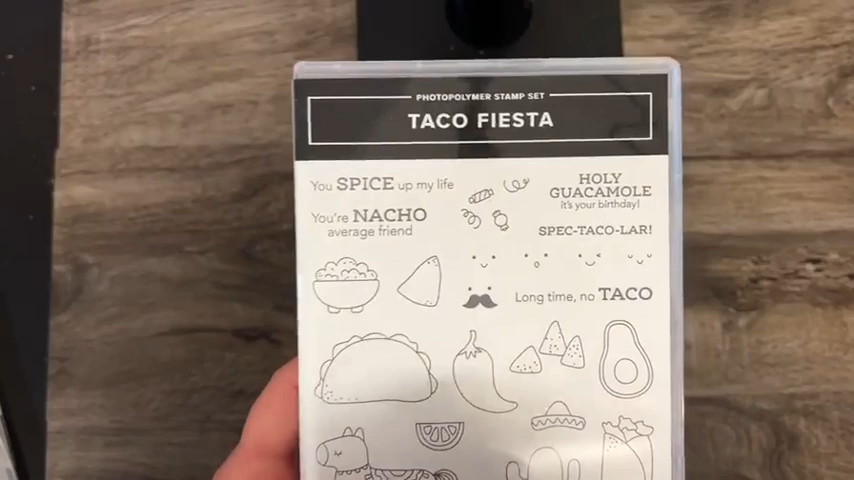 PHOTOPOLYMER STAMP SET
TACO FIESTA
You SPICE up my life
You're NACHO
average friend
HOLY
GUACAMOLE
it's your birthday!
SPEC-TACO-LAR!
Long time, no TACO